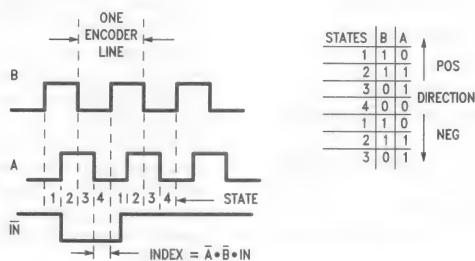 ONE
ENCODER
LINE
B
A
1 2 3 4 1 2 3 4 STATE
IN
INDEX = A̅•B̅•IN
STATES B A
1 1 0
2 1 1
3 0 1
4 0 0
1 1 0
2 1 1
3 0 1
POS
DIRECTION
NEG